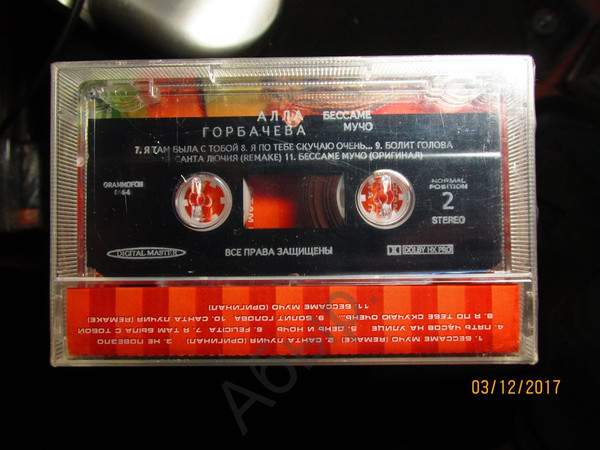 АЛЛА БЕССАМЕ
ГОРБАЧЕВА МУЧО
7. Я ТАМ БЫЛА С ТОБОЙ 8. Я ПО ТЕБЕ СКУЧАЮ ОЧЕНЬ... 9. БОЛИТ ГОЛОВА
САНТА ЛЮЧИЯ (REMAKE) 11. БЕССАМЕ МУЧО (ОРИГИНАЛ)
GRAMMOFON
NORMAL
POSITION
2
STEREO
DIGITAL MASTER
ВСЕ ПРАВА ЗАЩИЩЕНЫ
DOLBY HX PRO
1. БЕССАМЕ МУЧО (REMAKE) 2. САНТА ЛУЧИЯ (ОРИГИНАЛ) 3. НЕ ПОВЕЗЛО
4. ПЯТЬ ЧАСОВ НА УЛИЦЕ 5. ДЕНЬ И НОЧЬ 6. FELICITA 7. Я ТАМ БЫЛА С ТОБОЙ
8. Я ПО ТЕБЕ СКУЧАЮ ОЧЕНЬ... 9. БОЛИТ ГОЛОВА 10. САНТА ЛУЧИЯ (REMAKE)
11. БЕССАМЕ МУЧО (ОРИГИНАЛ)
03/12/2017